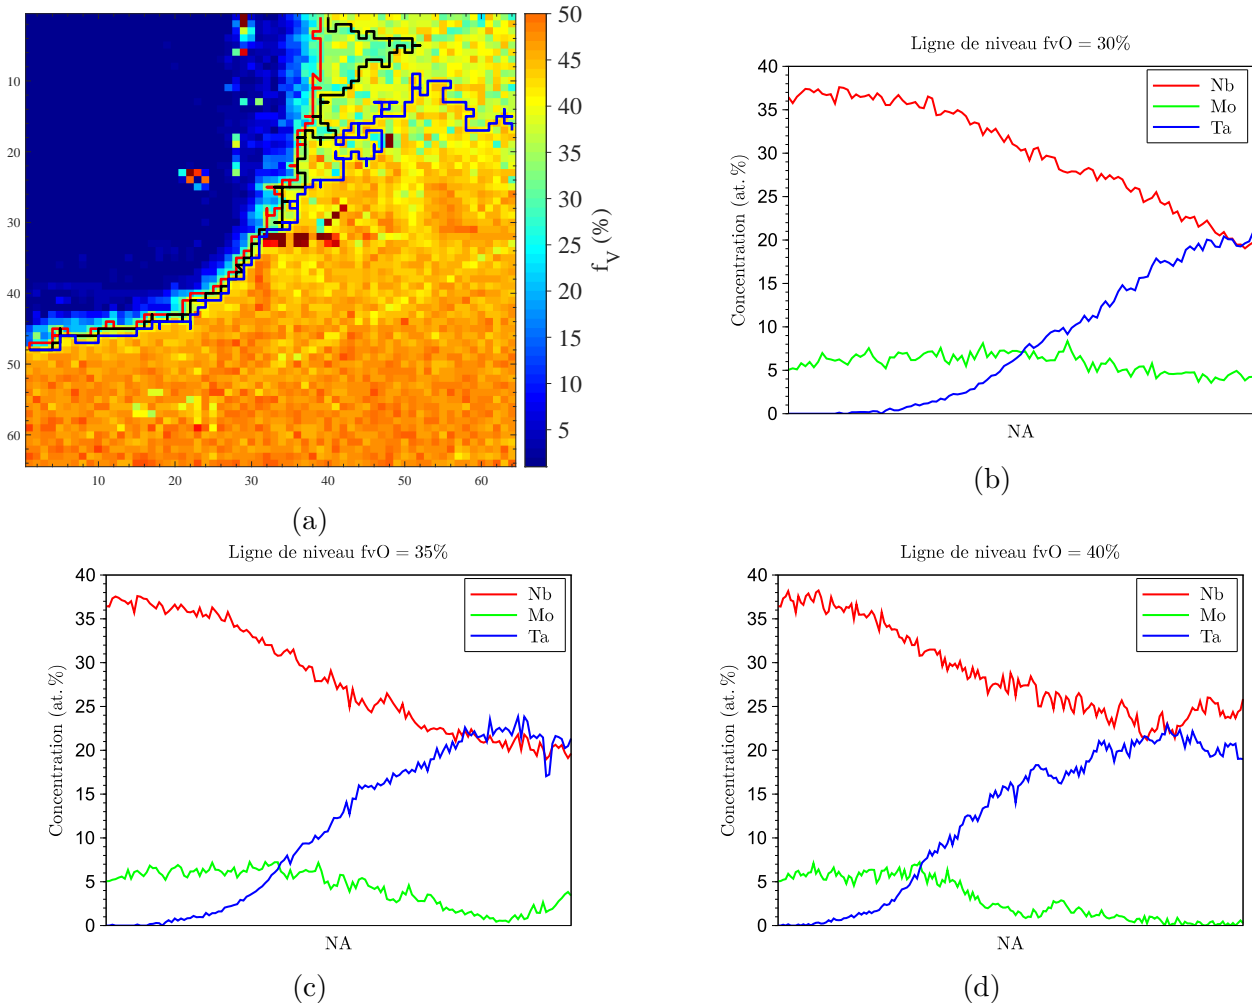 10
20
30
40
50
60
10 20 30 40 50 60
50
45
40
35
30
25
20
15
10
5
f_V (%)
(a)
Ligne de niveau fvO = 30%
40
35
30
25
20
15
10
5
0
Concentration (at. %)
Nb
Mo
Ta
NA
(b)
Ligne de niveau fvO = 35%
40
35
30
25
20
15
10
5
0
Concentration (at. %)
Nb
Mo
Ta
NA
(c)
Ligne de niveau fvO = 40%
40
35
30
25
20
15
10
5
0
Concentration (at. %)
Nb
Mo
Ta
NA
(d)